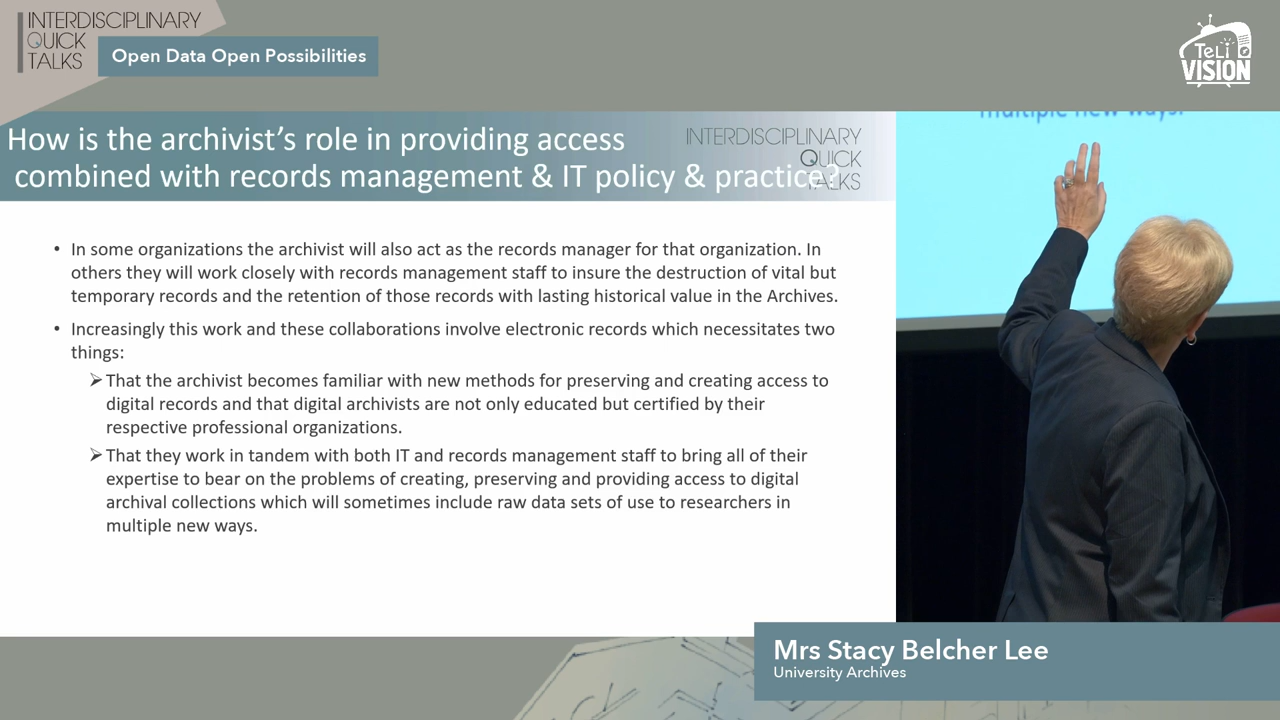 INTERDISCIPLINARY
QUICK
TALKS
Open Data Open Possibilities
TeLi
VISION
How is the archivist's role in providing access
combined with records management & IT policy & practice?
INTERDISCIPLINARY
QUICK
TALKS
• In some organizations the archivist will also act as the records manager for that organization. In
others they will work closely with records management staff to insure the destruction of vital but
temporary records and the retention of those records with lasting historical value in the Archives.
• Increasingly this work and these collaborations involve electronic records which necessitates two
things:
➢ That the archivist becomes familiar with new methods for preserving and creating access to
digital records and that digital archivists are not only educated but certified by their
respective professional organizations.
➢ That they work in tandem with both IT and records management staff to bring all of their
expertise to bear on the problems of creating, preserving and providing access to digital
archival collections which will sometimes include raw data sets of use to researchers in
multiple new ways.
multiple new ways.
Mrs Stacy Belcher Lee
University Archives